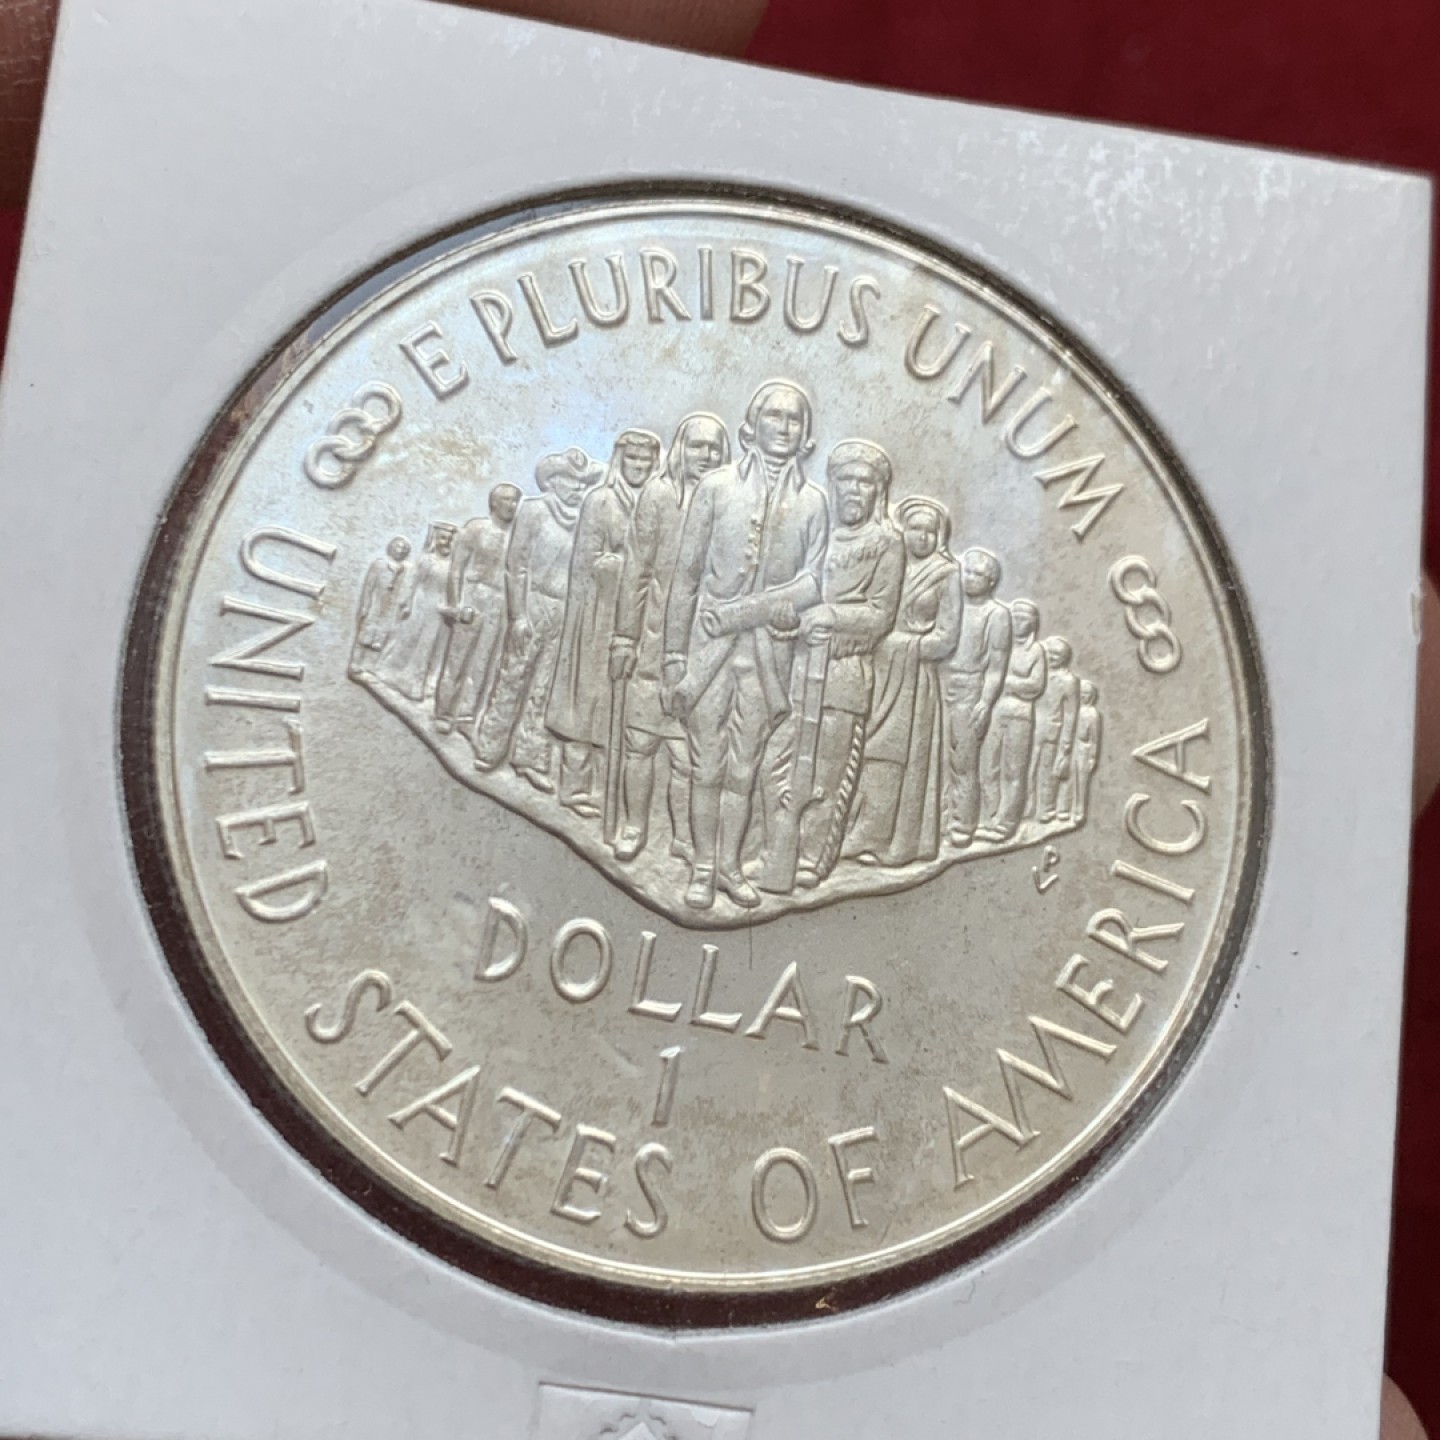 E PLURIBUS UNUM
DOLLAR
1
UNITED STATES OF AMERICA